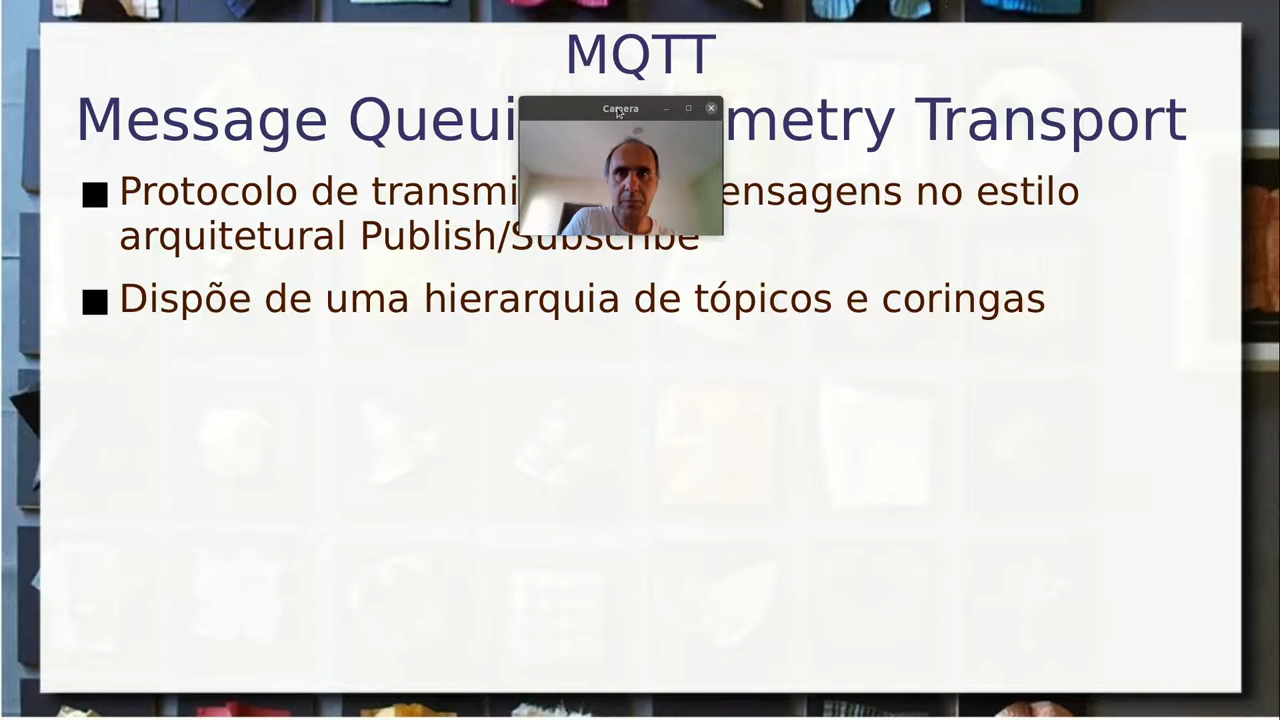 MQTT
Message Queui metry Transport
Camera
Protocolo de transmi ensagens no estilo
arquitetural Publish/Subscribe
Dispõe de uma hierarquia de tópicos e coringas